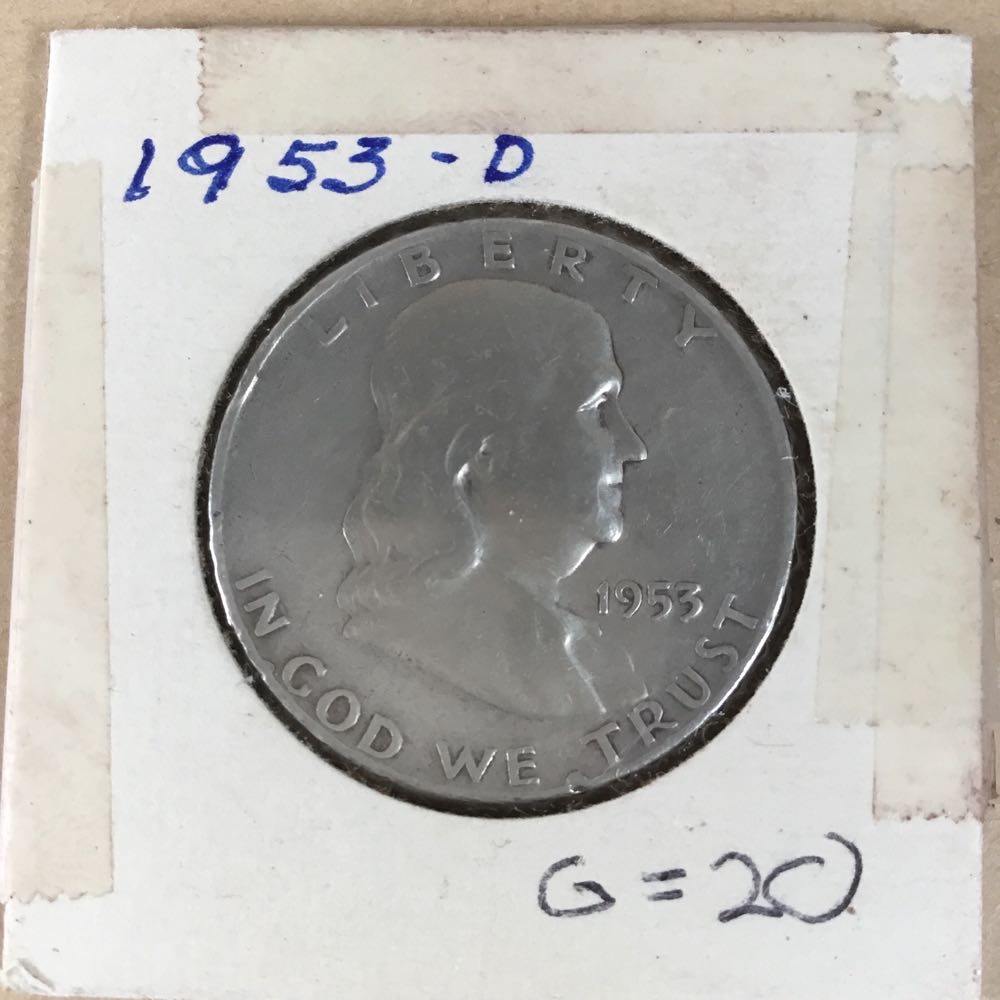 1953-D
LIBERTY
1953
IN GOD WE TRUST
G=20